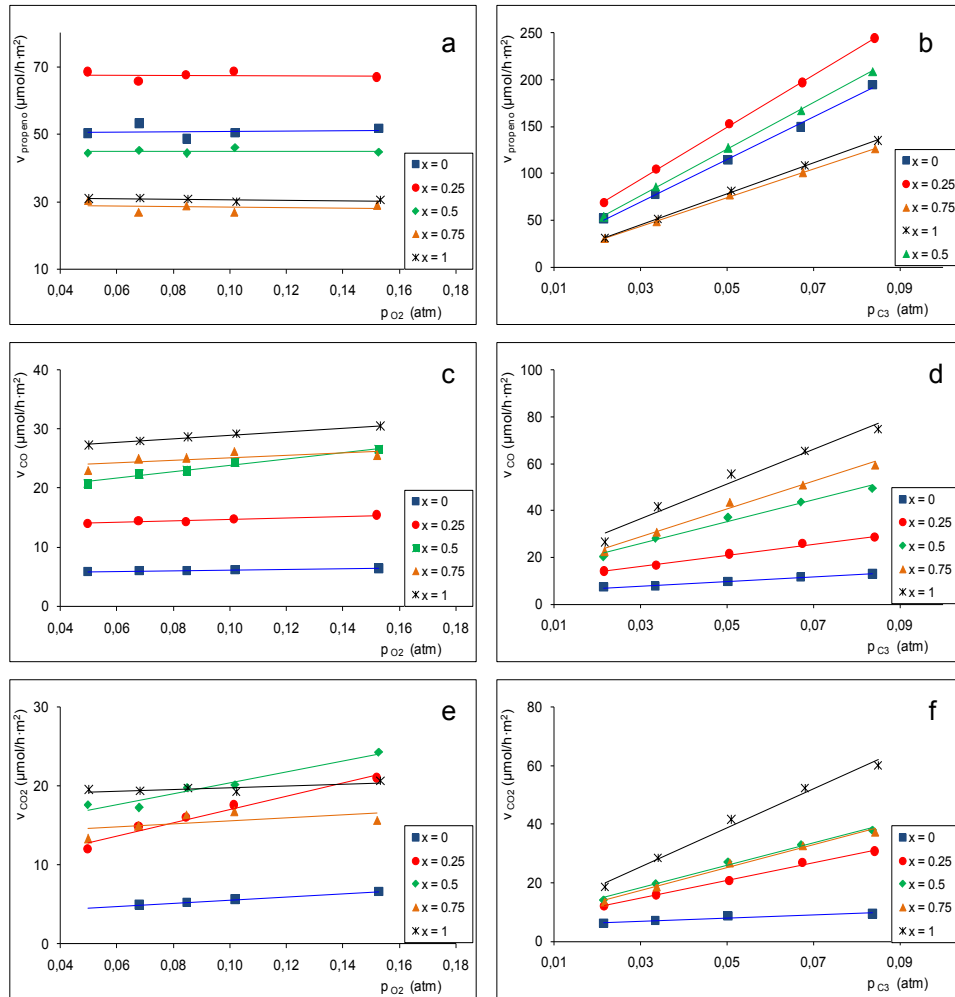 a
v propeno (μmol/h·m²)
70
50
30
10
0,04
0,06
0,08
0,10
0,12
0,14
0,16
0,18
p O2 (atm)
x = 0
x = 0.25
x = 0.5
x = 0.75
x = 1
b
v propeno (μmol/h·m²)
250
200
150
100
50
0
0,01
0,03
0,05
0,07
0,09
p C3 (atm)
x = 0
x = 0.25
x = 0.75
x = 1
x = 0.5
c
v CO (μmol/h·m²)
40
30
20
10
0
0,04
0,06
0,08
0,10
0,12
0,14
0,16
0,18
p O2 (atm)
x = 0
x = 0.25
x = 0.5
x = 0.75
x = 1
d
v CO (μmol/h·m²)
100
80
60
40
20
0
0,01
0,03
0,05
0,07
0,09
p C3 (atm)
x = 0
x = 0.25
x = 0.5
x = 0.75
x = 1
e
v CO2 (μmol/h·m²)
30
20
10
0
0,04
0,06
0,08
0,10
0,12
0,14
0,16
0,18
p O2 (atm)
x = 0
x = 0.25
x = 0.5
x = 0.75
x = 1
f
v CO2 (μmol/h·m²)
80
60
40
20
0
0,01
0,03
0,05
0,07
0,09
p C3 (atm)
x = 0
x = 0.25
x = 0.5
x = 0.75
x = 1